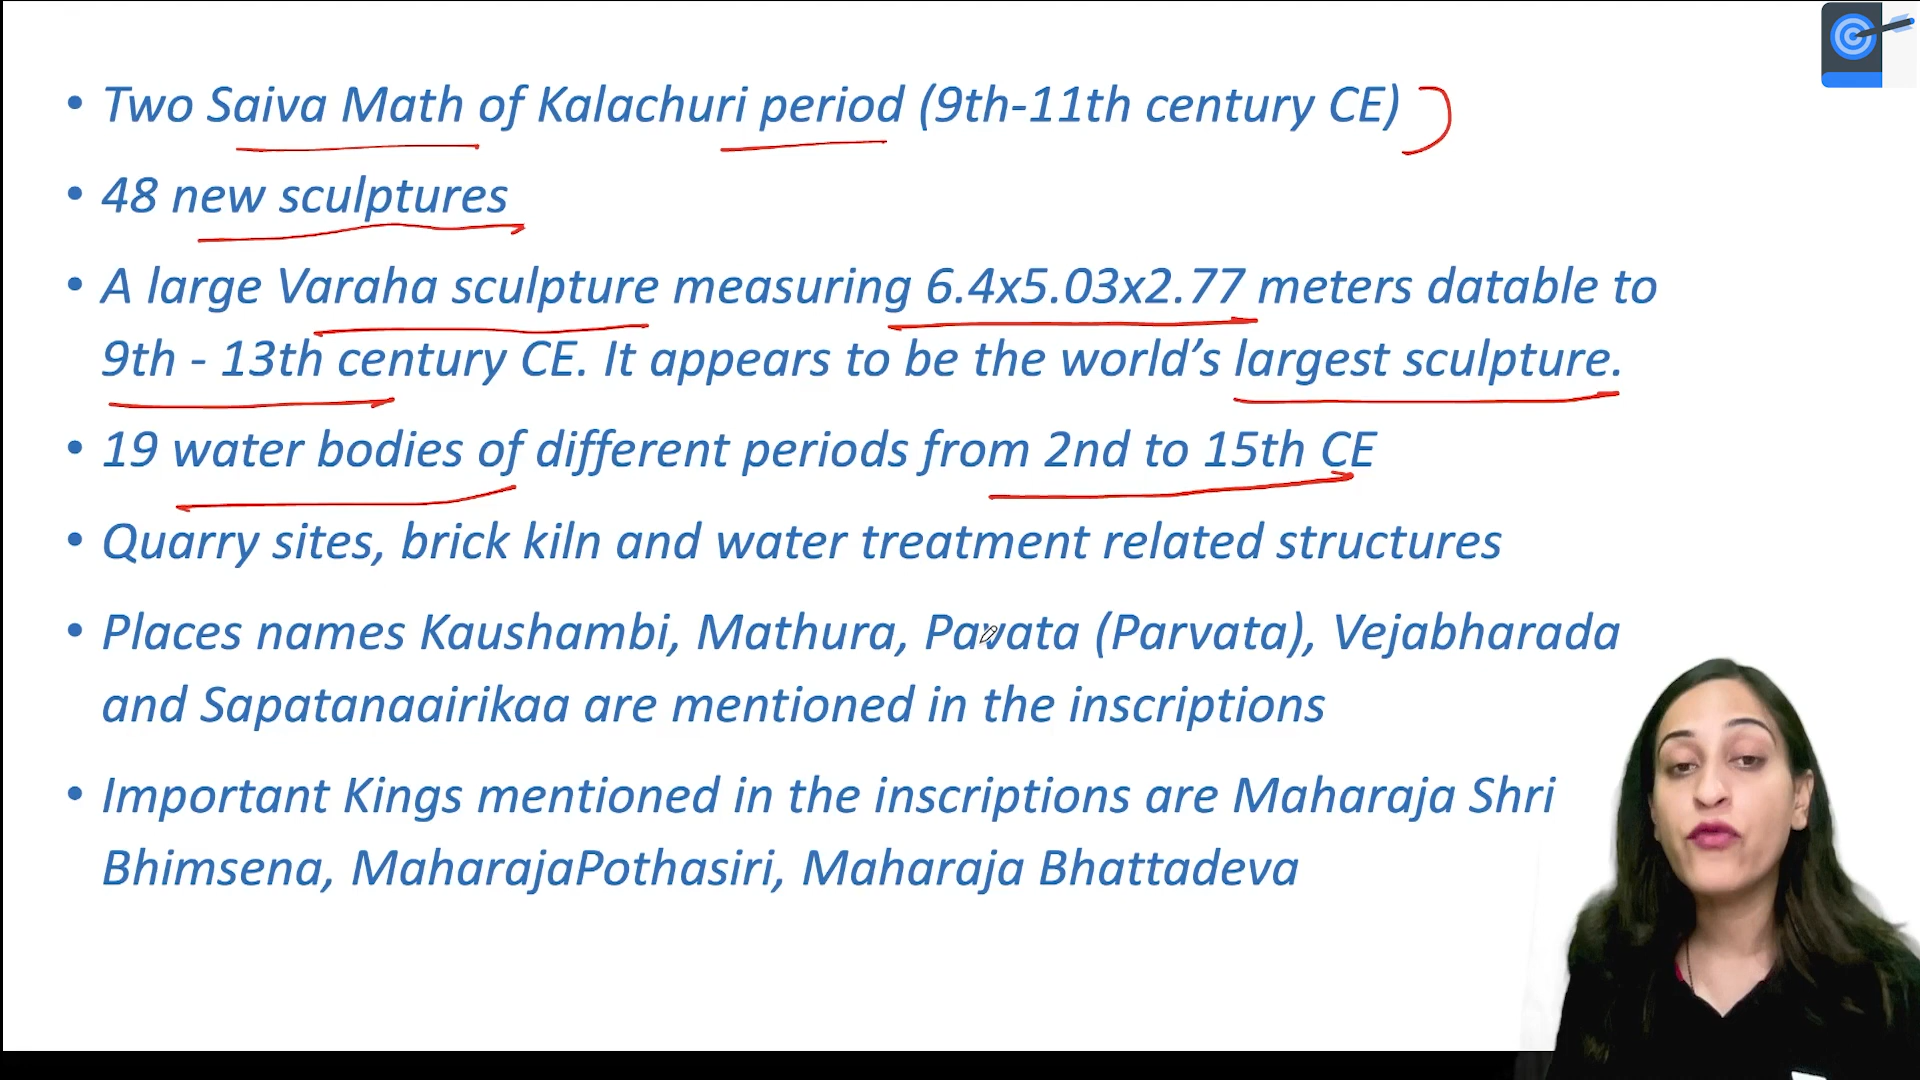 • Two Saiva Math of Kalachuri period (9th-11th century CE)
• 48 new sculptures
• A large Varaha sculpture measuring 6.4x5.03x2.77 meters datable to
9th - 13th century CE. It appears to be the world’s largest sculpture.
• 19 water bodies of different periods from 2nd to 15th CE
• Quarry sites, brick kiln and water treatment related structures
• Places names Kaushambi, Mathura, Pavata (Parvata), Vejabharada
and Sapatanaairikaa are mentioned in the inscriptions
• Important Kings mentioned in the inscriptions are Maharaja Shri
Bhimsena, MaharajaPothasiri, Maharaja Bhattadeva